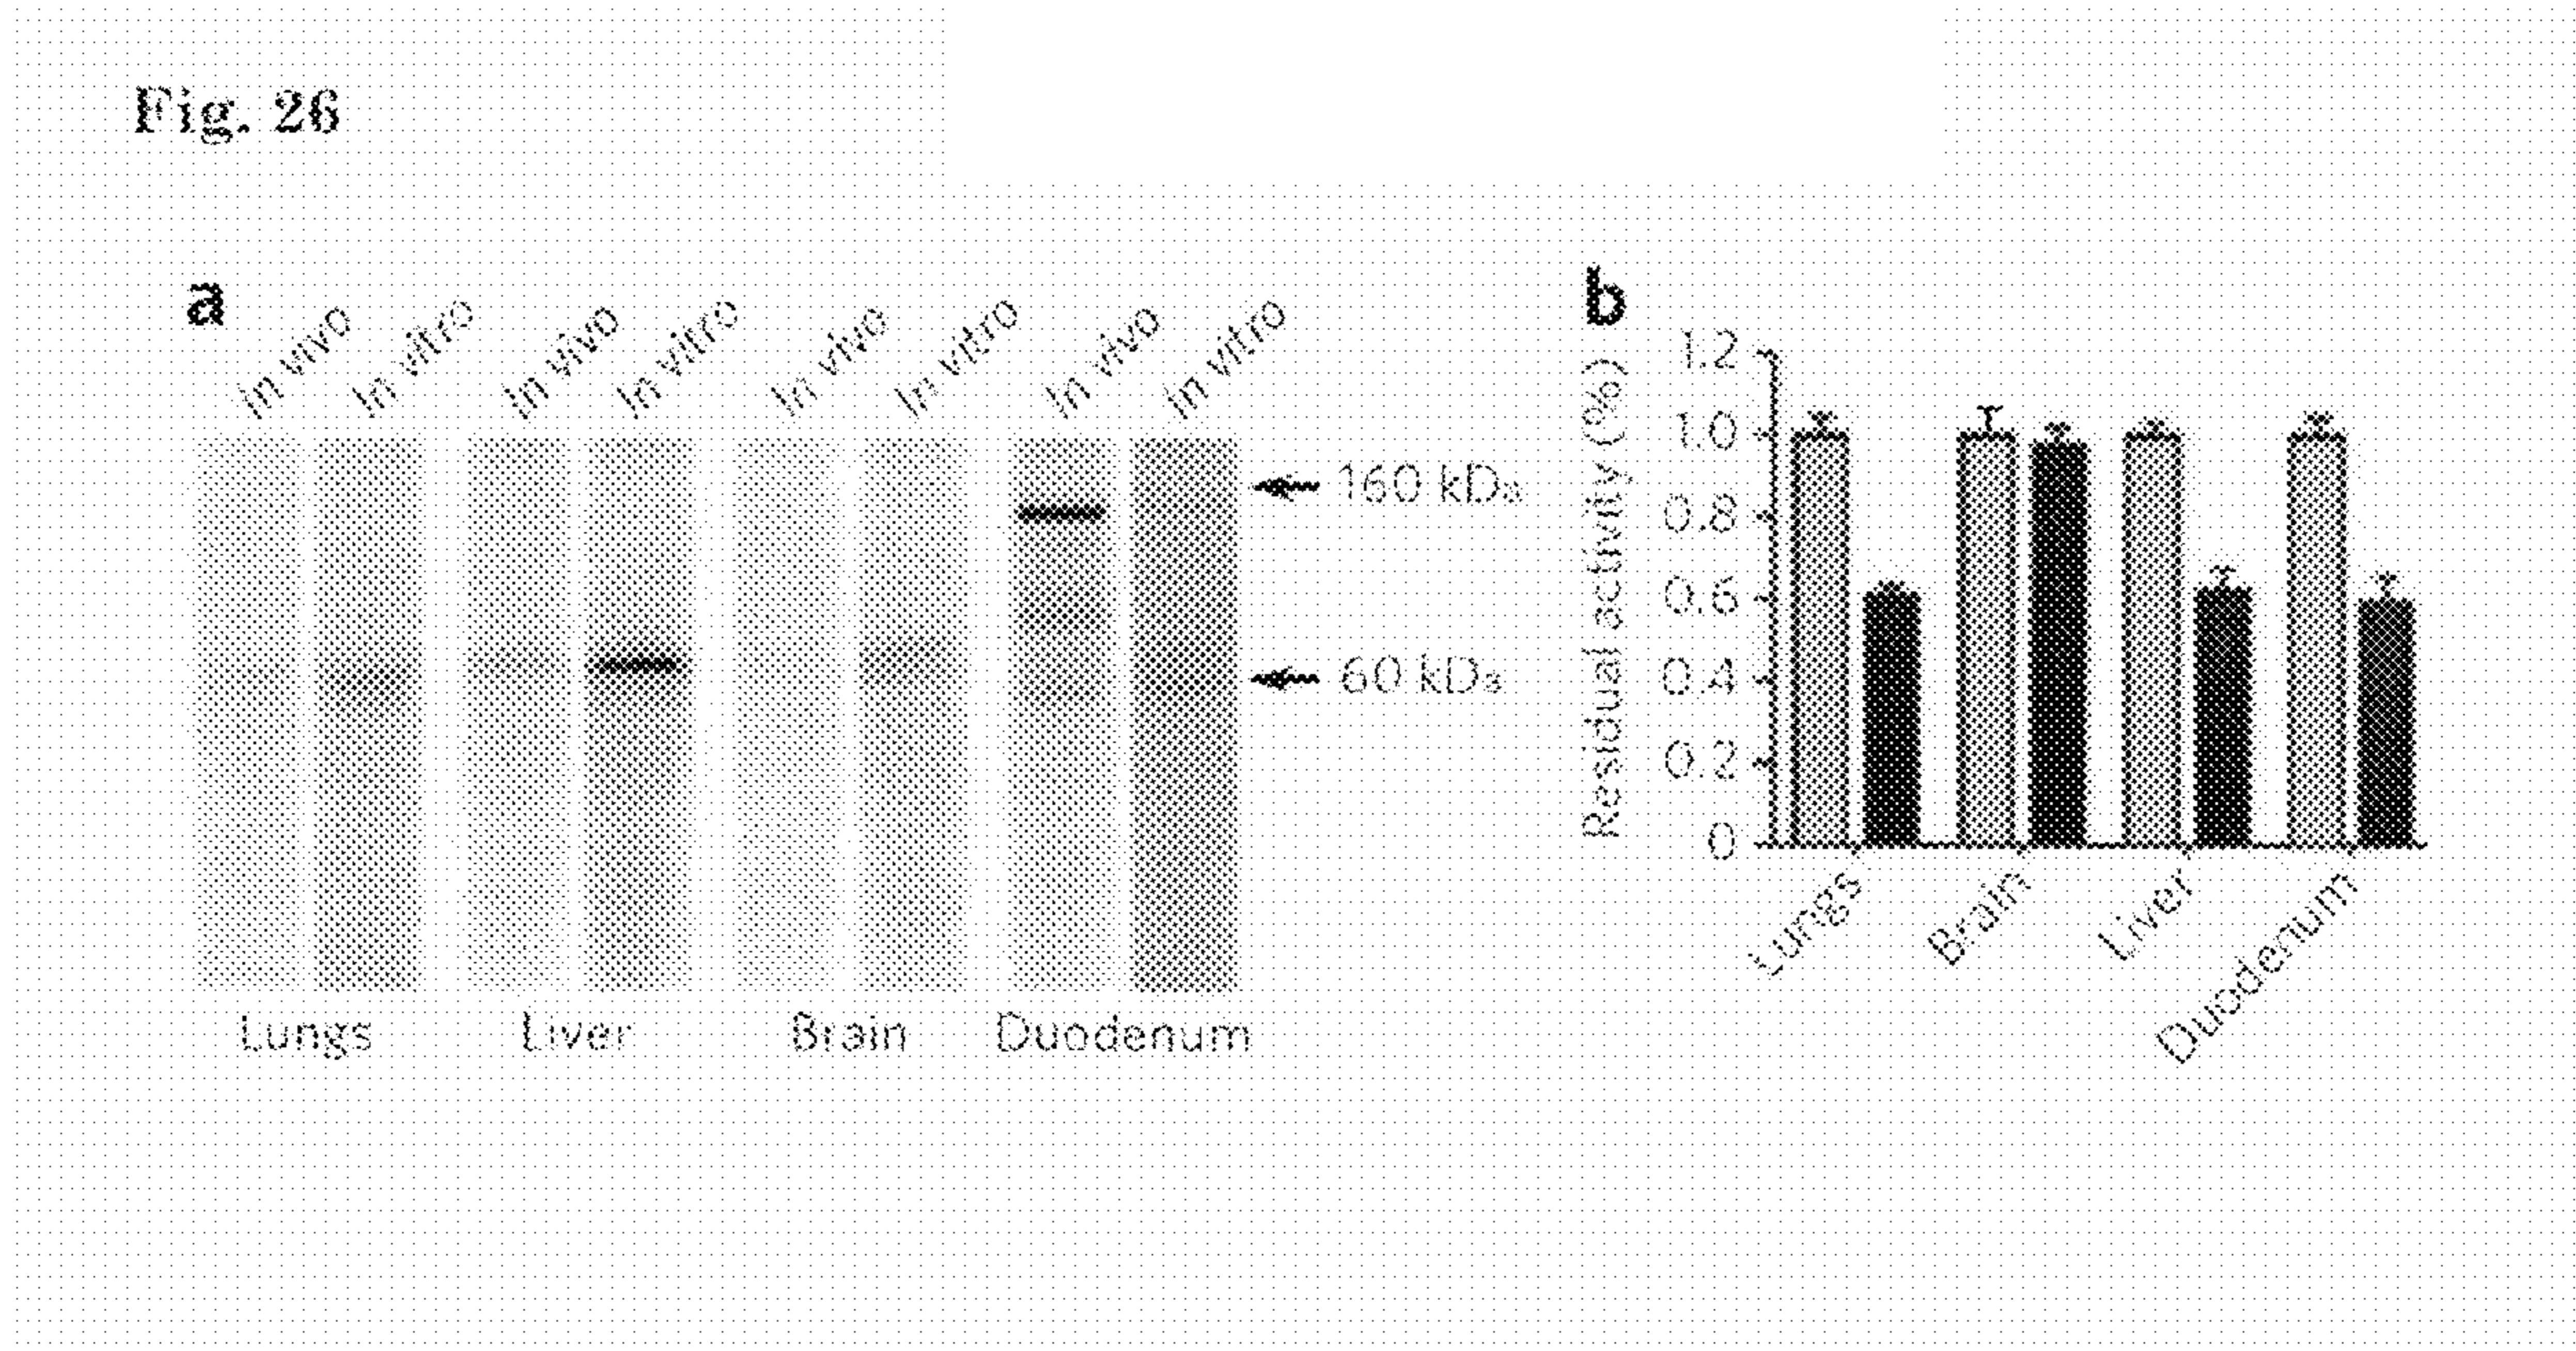 Fig. 26
a
In vivo
In vitro
In vivo
In vitro
In vivo
In vitro
In vivo
In vitro
160 kDa
60 kDa
Lungs
Liver
Brain
Duodenum
b
Residual activity (%)
1.2
1.0
0.8
0.6
0.4
0.2
0
Lungs
Brain
Liver
Duodenum